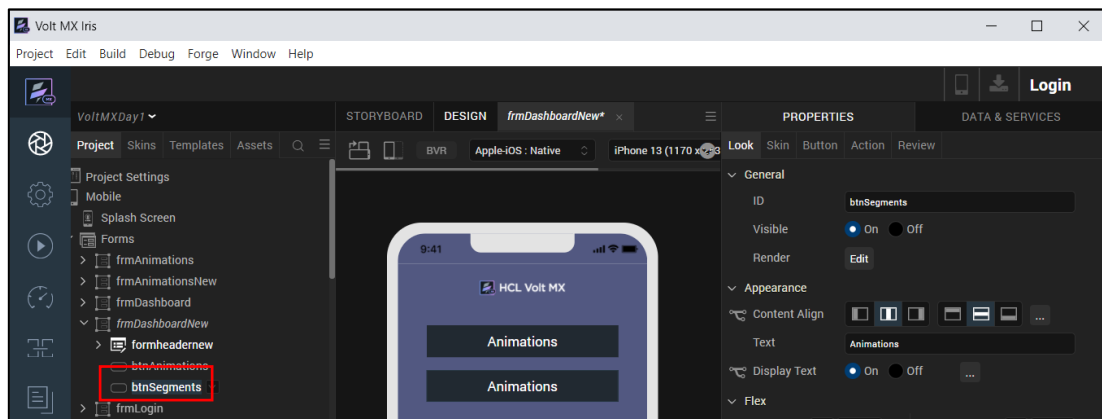 Volt MX Iris
Project Edit Build Debug Forge Window Help
Login
VoltMXDay1 STORYBOARD DESIGN frmDashboardNew* × PROPERTIES DATA & SERVICES
Project Skins Templates Assets BVR Apple-iOS : Native iPhone 13 (1170 x Look Skin Button Action Review
Project Settings
Mobile
Splash Screen
Forms
frmAnimations
frmAnimationsNew
frmDashboard
frmDashboardNew
formheadernew
btnAnimations
btnSegments
frmLogin
9:41
HCL Volt MX
Animations
Animations
General
ID btnSegments
Visible On Off
Render Edit
Appearance
Content Align ...
Text Animations
Display Text On Off ...
Flex